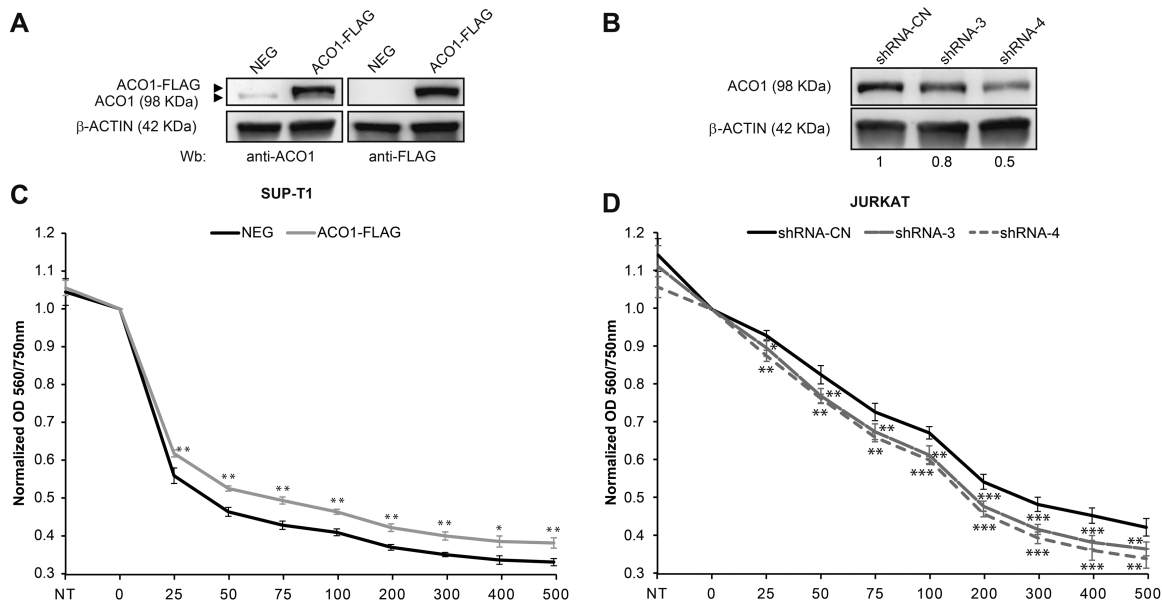 A
NEG
ACO1-FLAG
NEG
ACO1-FLAG
ACO1-FLAG
ACO1 (98 KDa)
β-ACTIN (42 KDa)
Wb: anti-ACO1 anti-FLAG
B
shRNA-CN
shRNA-3
shRNA-4
ACO1 (98 KDa)
β-ACTIN (42 KDa)
1 0.8 0.5
C
SUP-T1
NEG ACO1-FLAG
Normalized OD 560/750nm
1.2
1.1
1.0
0.9
0.8
0.7
0.6
0.5
0.4
0.3
** ** ** ** ** ** * **
NT 0 25 50 75 100 200 300 400 500
D
JURKAT
shRNA-CN shRNA-3 shRNA-4
Normalized OD 560/750nm
1.2
1.1
1.0
0.9
0.8
0.7
0.6
0.5
0.4
0.3
* ** ** ** *** *** *** **
** ** ** *** *** *** *** **
NT 0 25 50 75 100 200 300 400 500